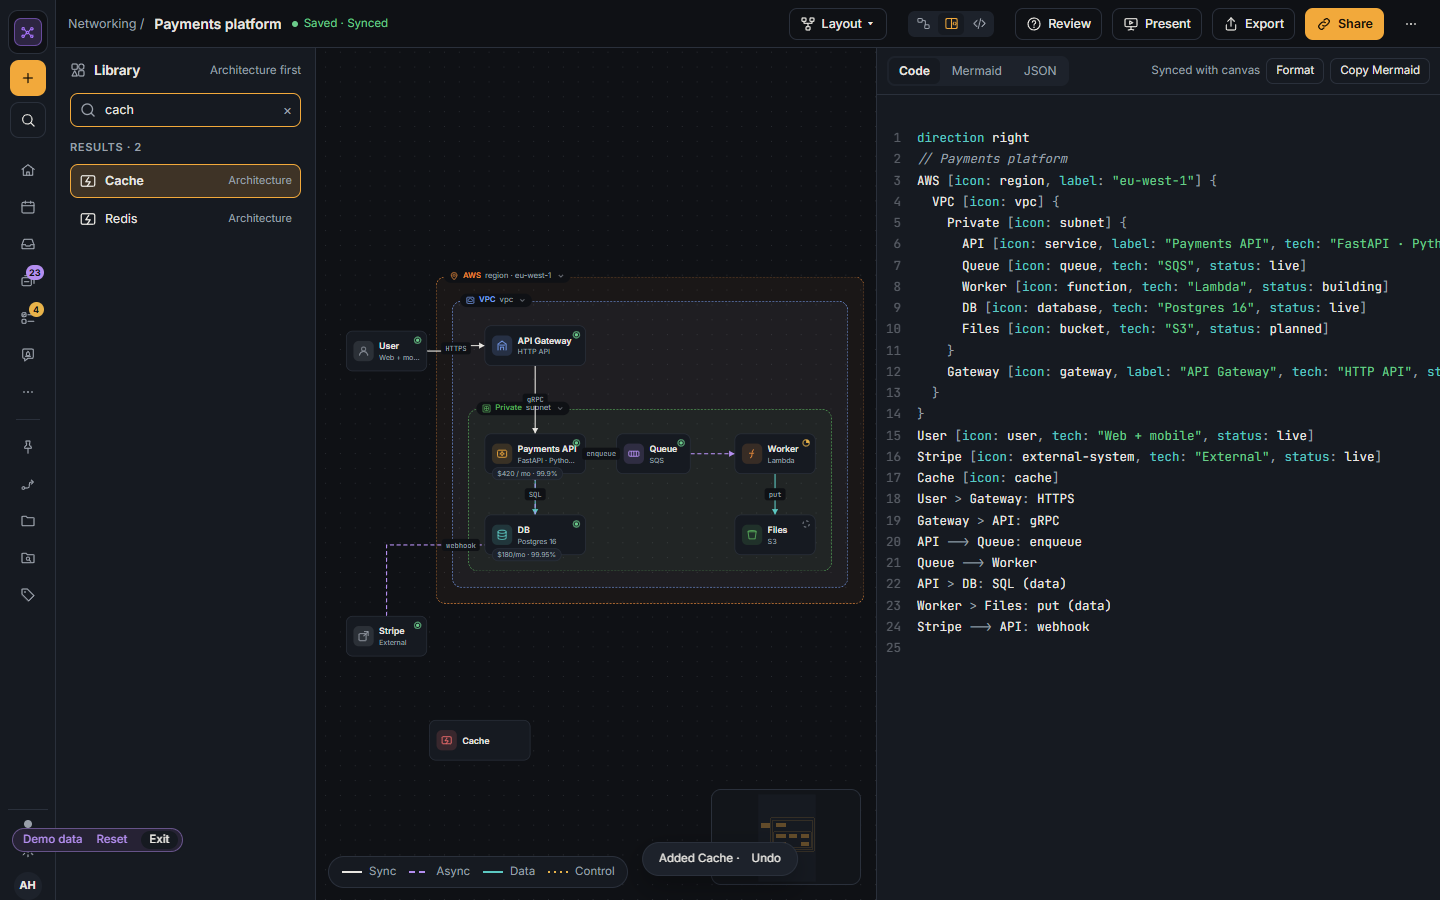 Networking / Payments platform Saved · Synced
Layout
Review
Present
Export
Share
Library
Architecture first
cach
RESULTS · 2
Cache Architecture
Redis Architecture
23
4
Demo data Reset Exit
AH
AWS region · eu-west-1
VPC vpc
User
Web + mo...
HTTPS
API Gateway
HTTP API
gRPC
Private subnet
Payments API
FastAPI · Pytho...
$420 / mo · 99.9%
enqueue
Queue
SQS
Worker
Lambda
SQL
put
DB
Postgres 16
$180/mo · 99.95%
Files
S3
webhook
Stripe
External
Cache
Sync
Async
Data
Control
Added Cache · Undo
Code Mermaid JSON
Synced with canvas
Format
Copy Mermaid
1 direction right
2 // Payments platform
3 AWS [icon: region, label: "eu-west-1"] {
4 VPC [icon: vpc] {
5 Private [icon: subnet] {
6 API [icon: service, label: "Payments API", tech: "FastAPI · Pyth
7 Queue [icon: queue, tech: "SQS", status: live]
8 Worker [icon: function, tech: "Lambda", status: building]
9 DB [icon: database, tech: "Postgres 16", status: live]
10 Files [icon: bucket, tech: "S3", status: planned]
11 }
12 Gateway [icon: gateway, label: "API Gateway", tech: "HTTP API", st
13 }
14 }
15 User [icon: user, tech: "Web + mobile", status: live]
16 Stripe [icon: external-system, tech: "External", status: live]
17 Cache [icon: cache]
18 User > Gateway: HTTPS
19 Gateway > API: gRPC
20 API --> Queue: enqueue
21 Queue --> Worker
22 API > DB: SQL (data)
23 Worker > Files: put (data)
24 Stripe --> API: webhook
25